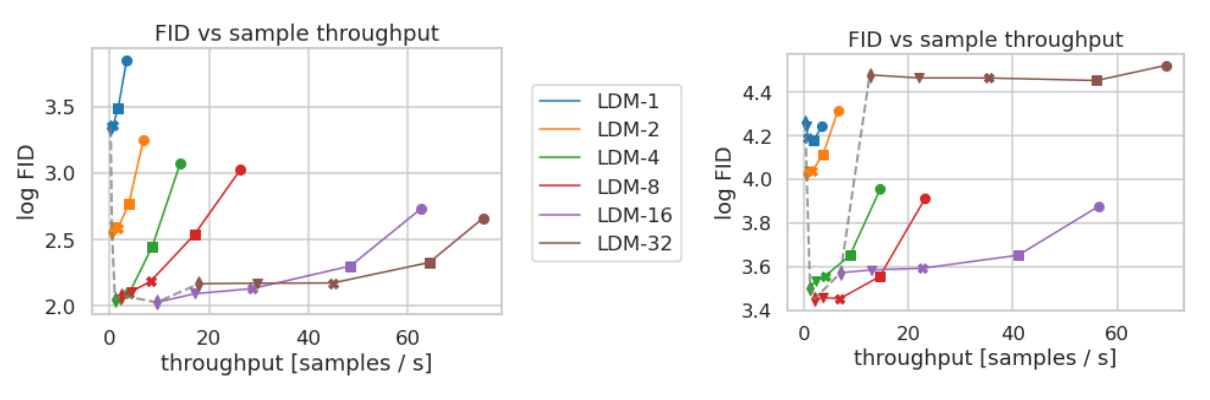 FID vs sample throughput
log FID
3.5
3.0
2.5
2.0
0 20 40 60
throughput [samples / s]
LDM-1
LDM-2
LDM-4
LDM-8
LDM-16
LDM-32
FID vs sample throughput
log FID
4.4
4.2
4.0
3.8
3.6
3.4
0 20 40 60
throughput [samples / s]